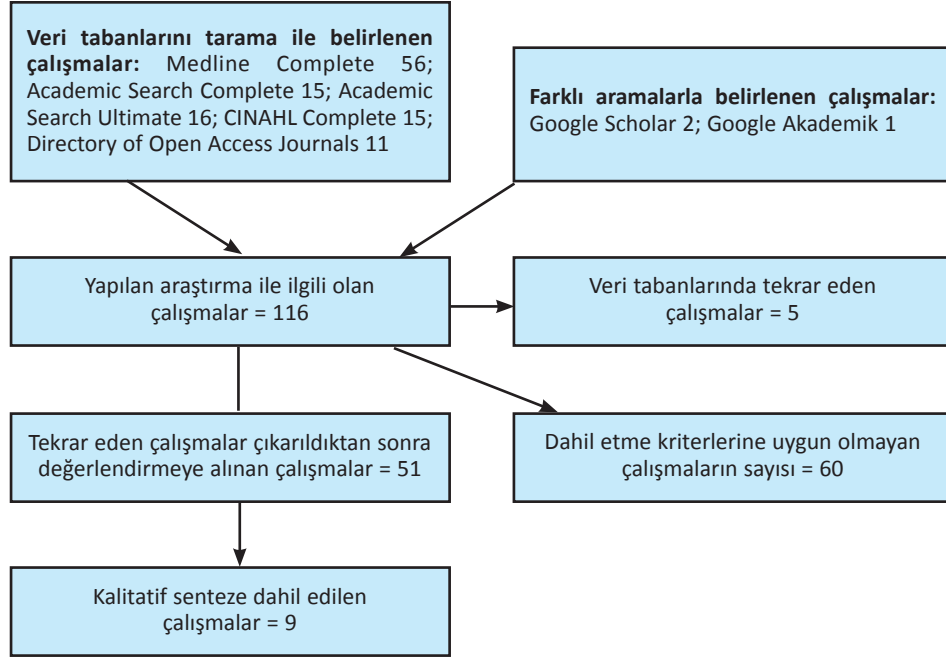 Veri tabanlarını tarama ile belirlenen
çalışmalar: Medline Complete 56;
Academic Search Complete 15; Academic
Search Ultimate 16; CINAHL Complete 15;
Directory of Open Access Journals 11
Farklı aramalarla belirlenen çalışmalar:
Google Scholar 2; Google Akademik 1
Yapılan araştırma ile ilgili olan
çalışmalar = 116
Veri tabanlarında tekrar eden
çalışmalar = 5
Tekrar eden çalışmalar çıkarıldıktan sonra
değerlendirmeye alınan çalışmalar = 51
Dahil etme kriterlerine uygun olmayan
çalışmaların sayısı = 60
Kalitatif senteze dahil edilen
çalışmalar = 9